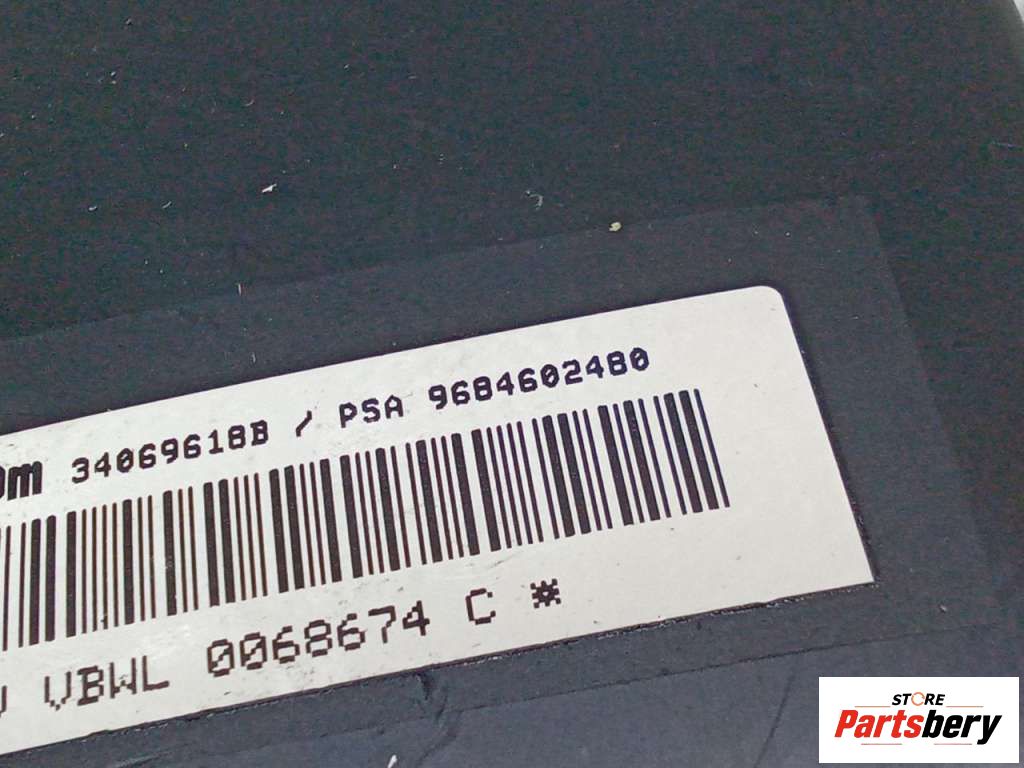 34069618B / PSA 9684602480
VBWL 0068674 C *
STORE
Partsbery